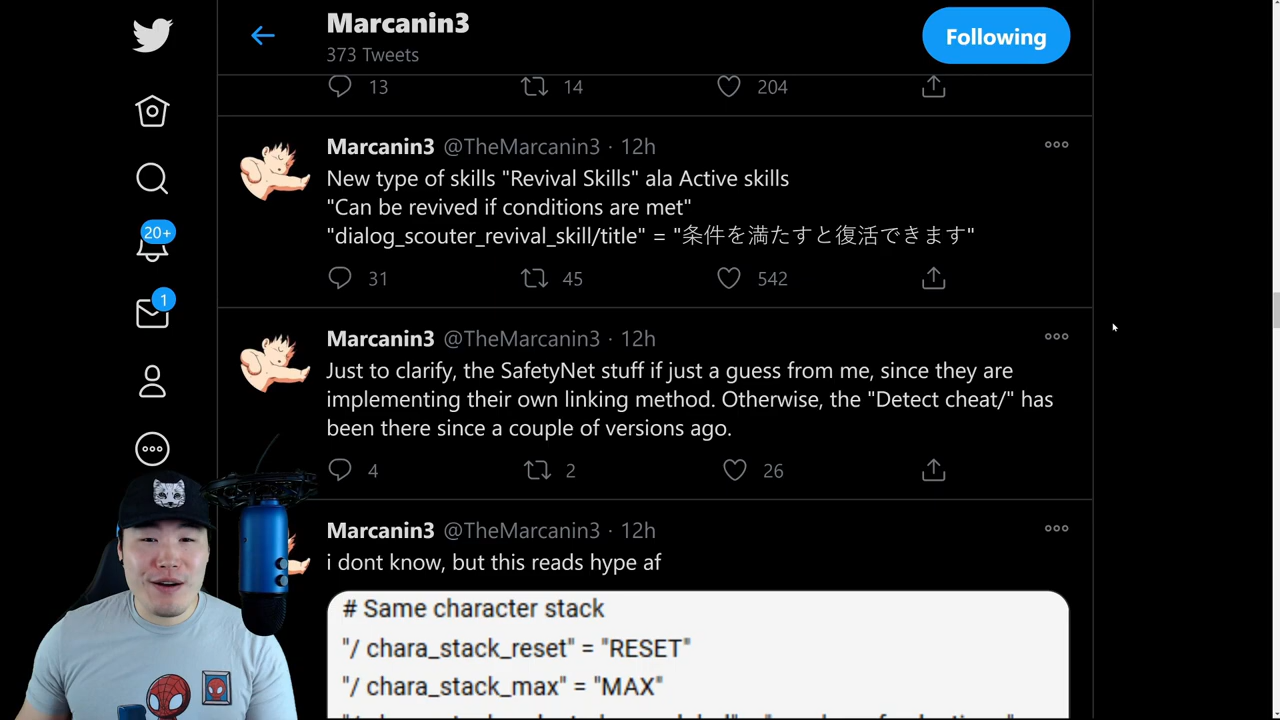 Marcanin3
373 Tweets
Following
13
14
204
Marcanin3 @TheMarcanin3 · 12h
New type of skills "Revival Skills" ala Active skills
"Can be revived if conditions are met"
"dialog_scouter_revival_skill/title" = "条件を満たすと復活できます"
31
45
542
20+
1
Marcanin3 @TheMarcanin3 · 12h
Just to clarify, the SafetyNet stuff if just a guess from me, since they are
implementing their own linking method. Otherwise, the "Detect cheat/" has
been there since a couple of versions ago.
4
2
26
Marcanin3 @TheMarcanin3 · 12h
i dont know, but this reads hype af
# Same character stack
"/ chara_stack_reset" = "RESET"
"/ chara_stack_max" = "MAX"